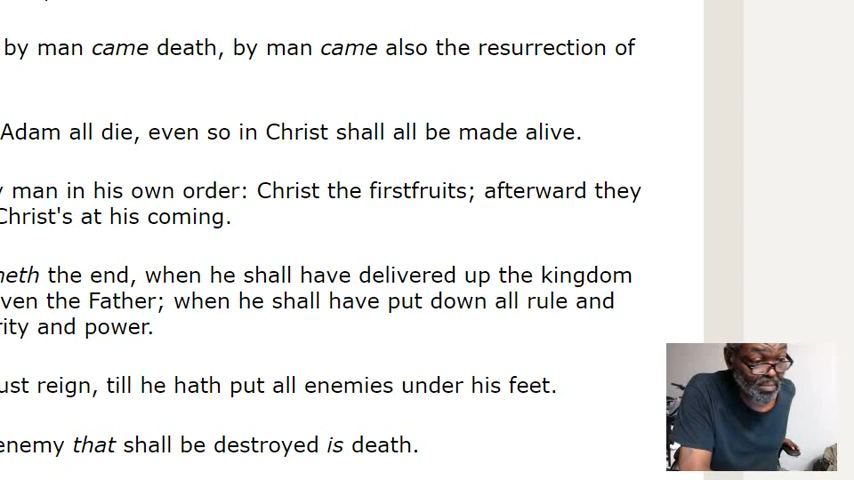 by man came death, by man came also the resurrection of
Adam all die, even so in Christ shall all be made alive.
man in his own order: Christ the firstfruits; afterward they
Christ's at his coming.
meth the end, when he shall have delivered up the kingdom
ven the Father; when he shall have put down all rule and
rity and power.
ust reign, till he hath put all enemies under his feet.
enemy that shall be destroyed is death.